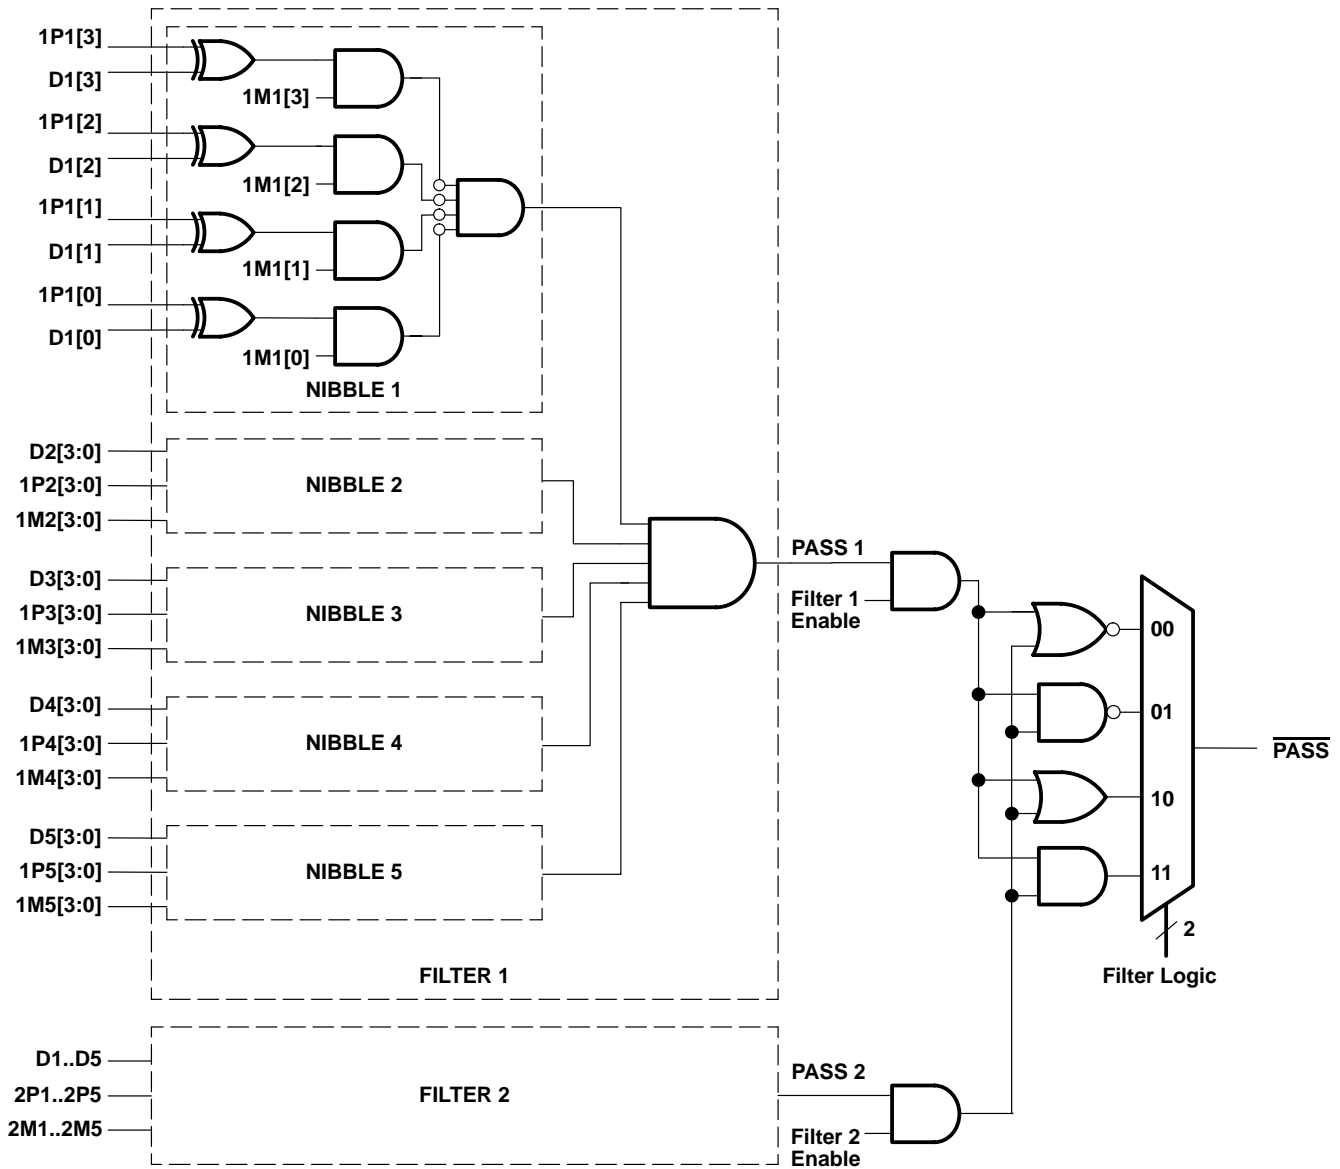 1P1[3]
D1[3]
1M1[3]
1P1[2]
D1[2]
1M1[2]
1P1[1]
D1[1]
1M1[1]
1P1[0]
D1[0]
1M1[0]
NIBBLE 1
D2[3:0]
1P2[3:0]
1M2[3:0]
NIBBLE 2
D3[3:0]
1P3[3:0]
1M3[3:0]
NIBBLE 3
D4[3:0]
1P4[3:0]
1M4[3:0]
NIBBLE 4
D5[3:0]
1P5[3:0]
1M5[3:0]
NIBBLE 5
FILTER 1
PASS 1
Filter 1
Enable
00
01
10
11
PASS
2
Filter Logic
D1..D5
2P1..2P5
2M1..2M5
FILTER 2
PASS 2
Filter 2
Enable